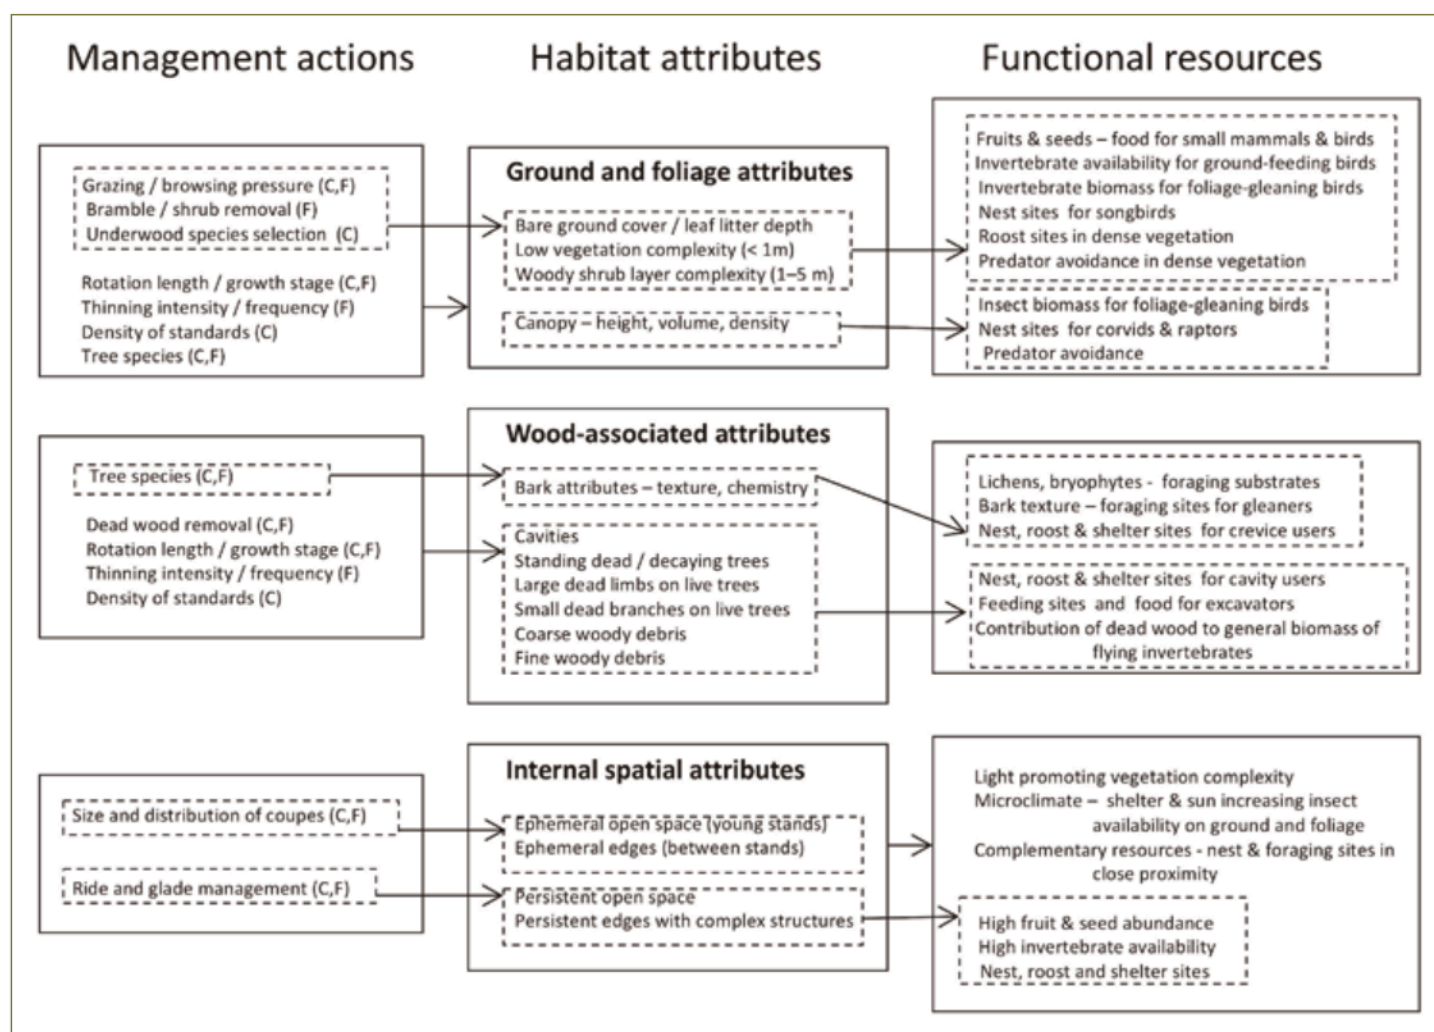 Management actions
Habitat attributes
Functional resources
Grazing / browsing pressure (C,F)
Bramble / shrub removal (F)
Underwood species selection (C)
Rotation length / growth stage (C,F)
Thinning intensity / frequency (F)
Density of standards (C)
Tree species (C,F)
Ground and foliage attributes
Bare ground cover / leaf litter depth
Low vegetation complexity (< 1m)
Woody shrub layer complexity (1–5 m)
Canopy – height, volume, density
Fruits & seeds – food for small mammals & birds
Invertebrate availability for ground-feeding birds
Invertebrate biomass for foliage-gleaning birds
Nest sites for songbirds
Roost sites in dense vegetation
Predator avoidance in dense vegetation
Insect biomass for foliage-gleaning birds
Nest sites for corvids & raptors
Predator avoidance
Tree species (C,F)
Dead wood removal (C,F)
Rotation length / growth stage (C,F)
Thinning intensity / frequency (F)
Density of standards (C)
Wood-associated attributes
Bark attributes – texture, chemistry
Cavities
Standing dead / decaying trees
Large dead limbs on live trees
Small dead branches on live trees
Coarse woody debris
Fine woody debris
Lichens, bryophytes - foraging substrates
Bark texture – foraging sites for gleaners
Nest, roost & shelter sites for crevice users
Nest, roost & shelter sites for cavity users
Feeding sites and food for excavators
Contribution of dead wood to general biomass of
flying invertebrates
Size and distribution of coupes (C,F)
Ride and glade management (C,F)
Internal spatial attributes
Ephemeral open space (young stands)
Ephemeral edges (between stands)
Persistent open space
Persistent edges with complex structures
Light promoting vegetation complexity
Microclimate – shelter & sun increasing insect
availability on ground and foliage
Complementary resources - nest & foraging sites in
close proximity
High fruit & seed abundance
High invertebrate availability
Nest, roost and shelter sites